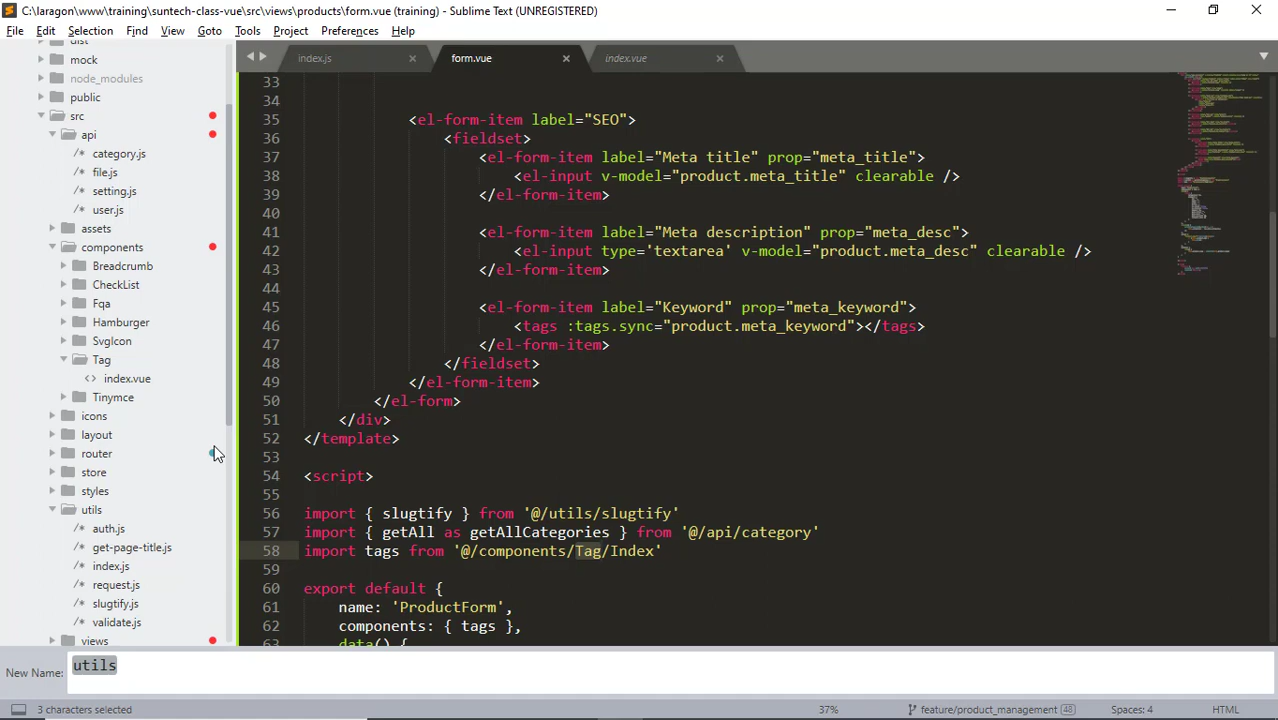 C:\laragon\www\training\suntech-class-vue\src\views\products\form.vue (training) - Sublime Text (UNREGISTERED)
File Edit Selection Find View Goto Tools Project Preferences Help
dist
mock
node_modules
public
src
api
category.js
file.js
setting.js
user.js
assets
components
Breadcrumb
CheckList
Fqa
Hamburger
SvgIcon
Tag
index.vue
Tinymce
icons
layout
router
store
styles
utils
auth.js
get-page-title.js
index.js
request.js
slugtify.js
validate.js
views
index.js form.vue index.vue
33
34
35 <el-form-item label="SEO">
36 <fieldset>
37 <el-form-item label="Meta title" prop="meta_title">
38 <el-input v-model="product.meta_title" clearable />
39 </el-form-item>
40
41 <el-form-item label="Meta description" prop="meta_desc">
42 <el-input type='textarea' v-model="product.meta_desc" clearable />
43 </el-form-item>
44
45 <el-form-item label="Keyword" prop="meta_keyword">
46 <tags :tags.sync="product.meta_keyword"></tags>
47 </el-form-item>
48 </fieldset>
49 </el-form-item>
50 </el-form>
51 </div>
52 </template>
53
54 <script>
55
56 import { slugtify } from '@/utils/slugtify'
57 import { getAll as getAllCategories } from '@/api/category'
58 import tags from '@/components/Tag/Index'
59
60 export default {
61 name: 'ProductForm',
62 components: { tags },
63 data() {
New Name: utils
3 characters selected 37% feature/product_management 48 Spaces: 4 HTML